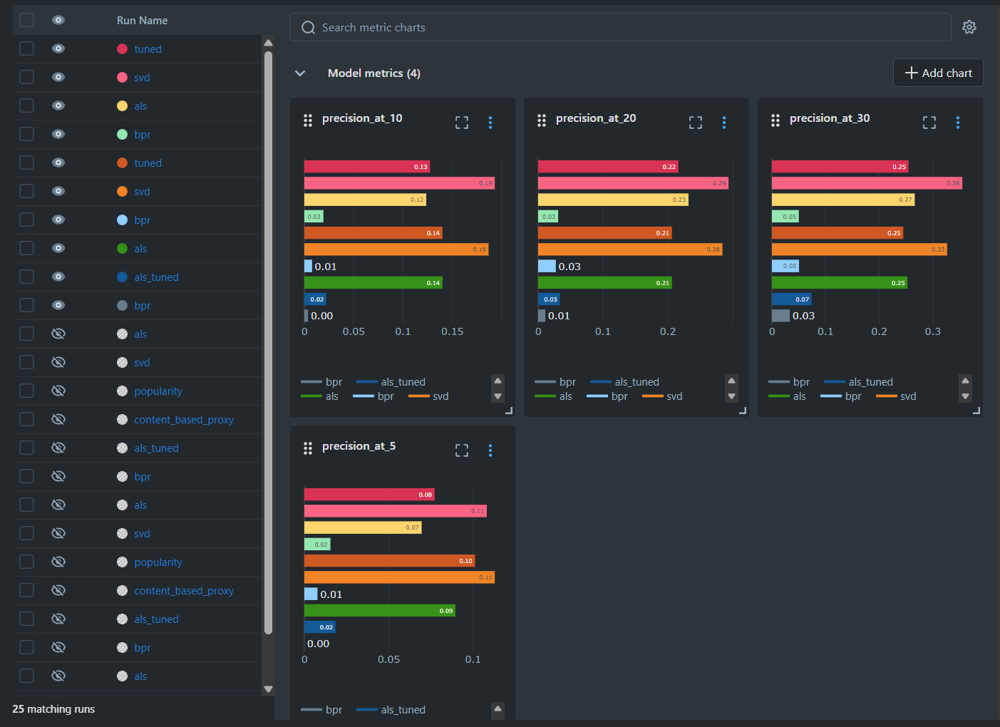 Run Name
tuned
svd
als
bpr
tuned
svd
bpr
als
als_tuned
bpr
als
svd
popularity
content_based_proxy
als_tuned
bpr
als
svd
popularity
content_based_proxy
als_tuned
bpr
als
25 matching runs
Search metric charts
Model metrics (4)
Add chart
precision_at_10
0.13
0.19
0.12
0.02
0.14
0.19
0.01
0.14
0.02
0.00
0 0.05 0.1 0.15
bpr als_tuned
als bpr svd
precision_at_20
0.22
0.29
0.23
0.03
0.21
0.28
0.03
0.21
0.03
0.01
0 0.1 0.2
bpr als_tuned
als bpr svd
precision_at_30
0.25
0.36
0.27
0.05
0.25
0.33
0.05
0.25
0.07
0.03
0 0.1 0.2 0.3
bpr als_tuned
als bpr svd
precision_at_5
0.08
0.11
0.07
0.02
0.10
0.11
0.01
0.09
0.02
0.00
0 0.05 0.1
bpr als_tuned